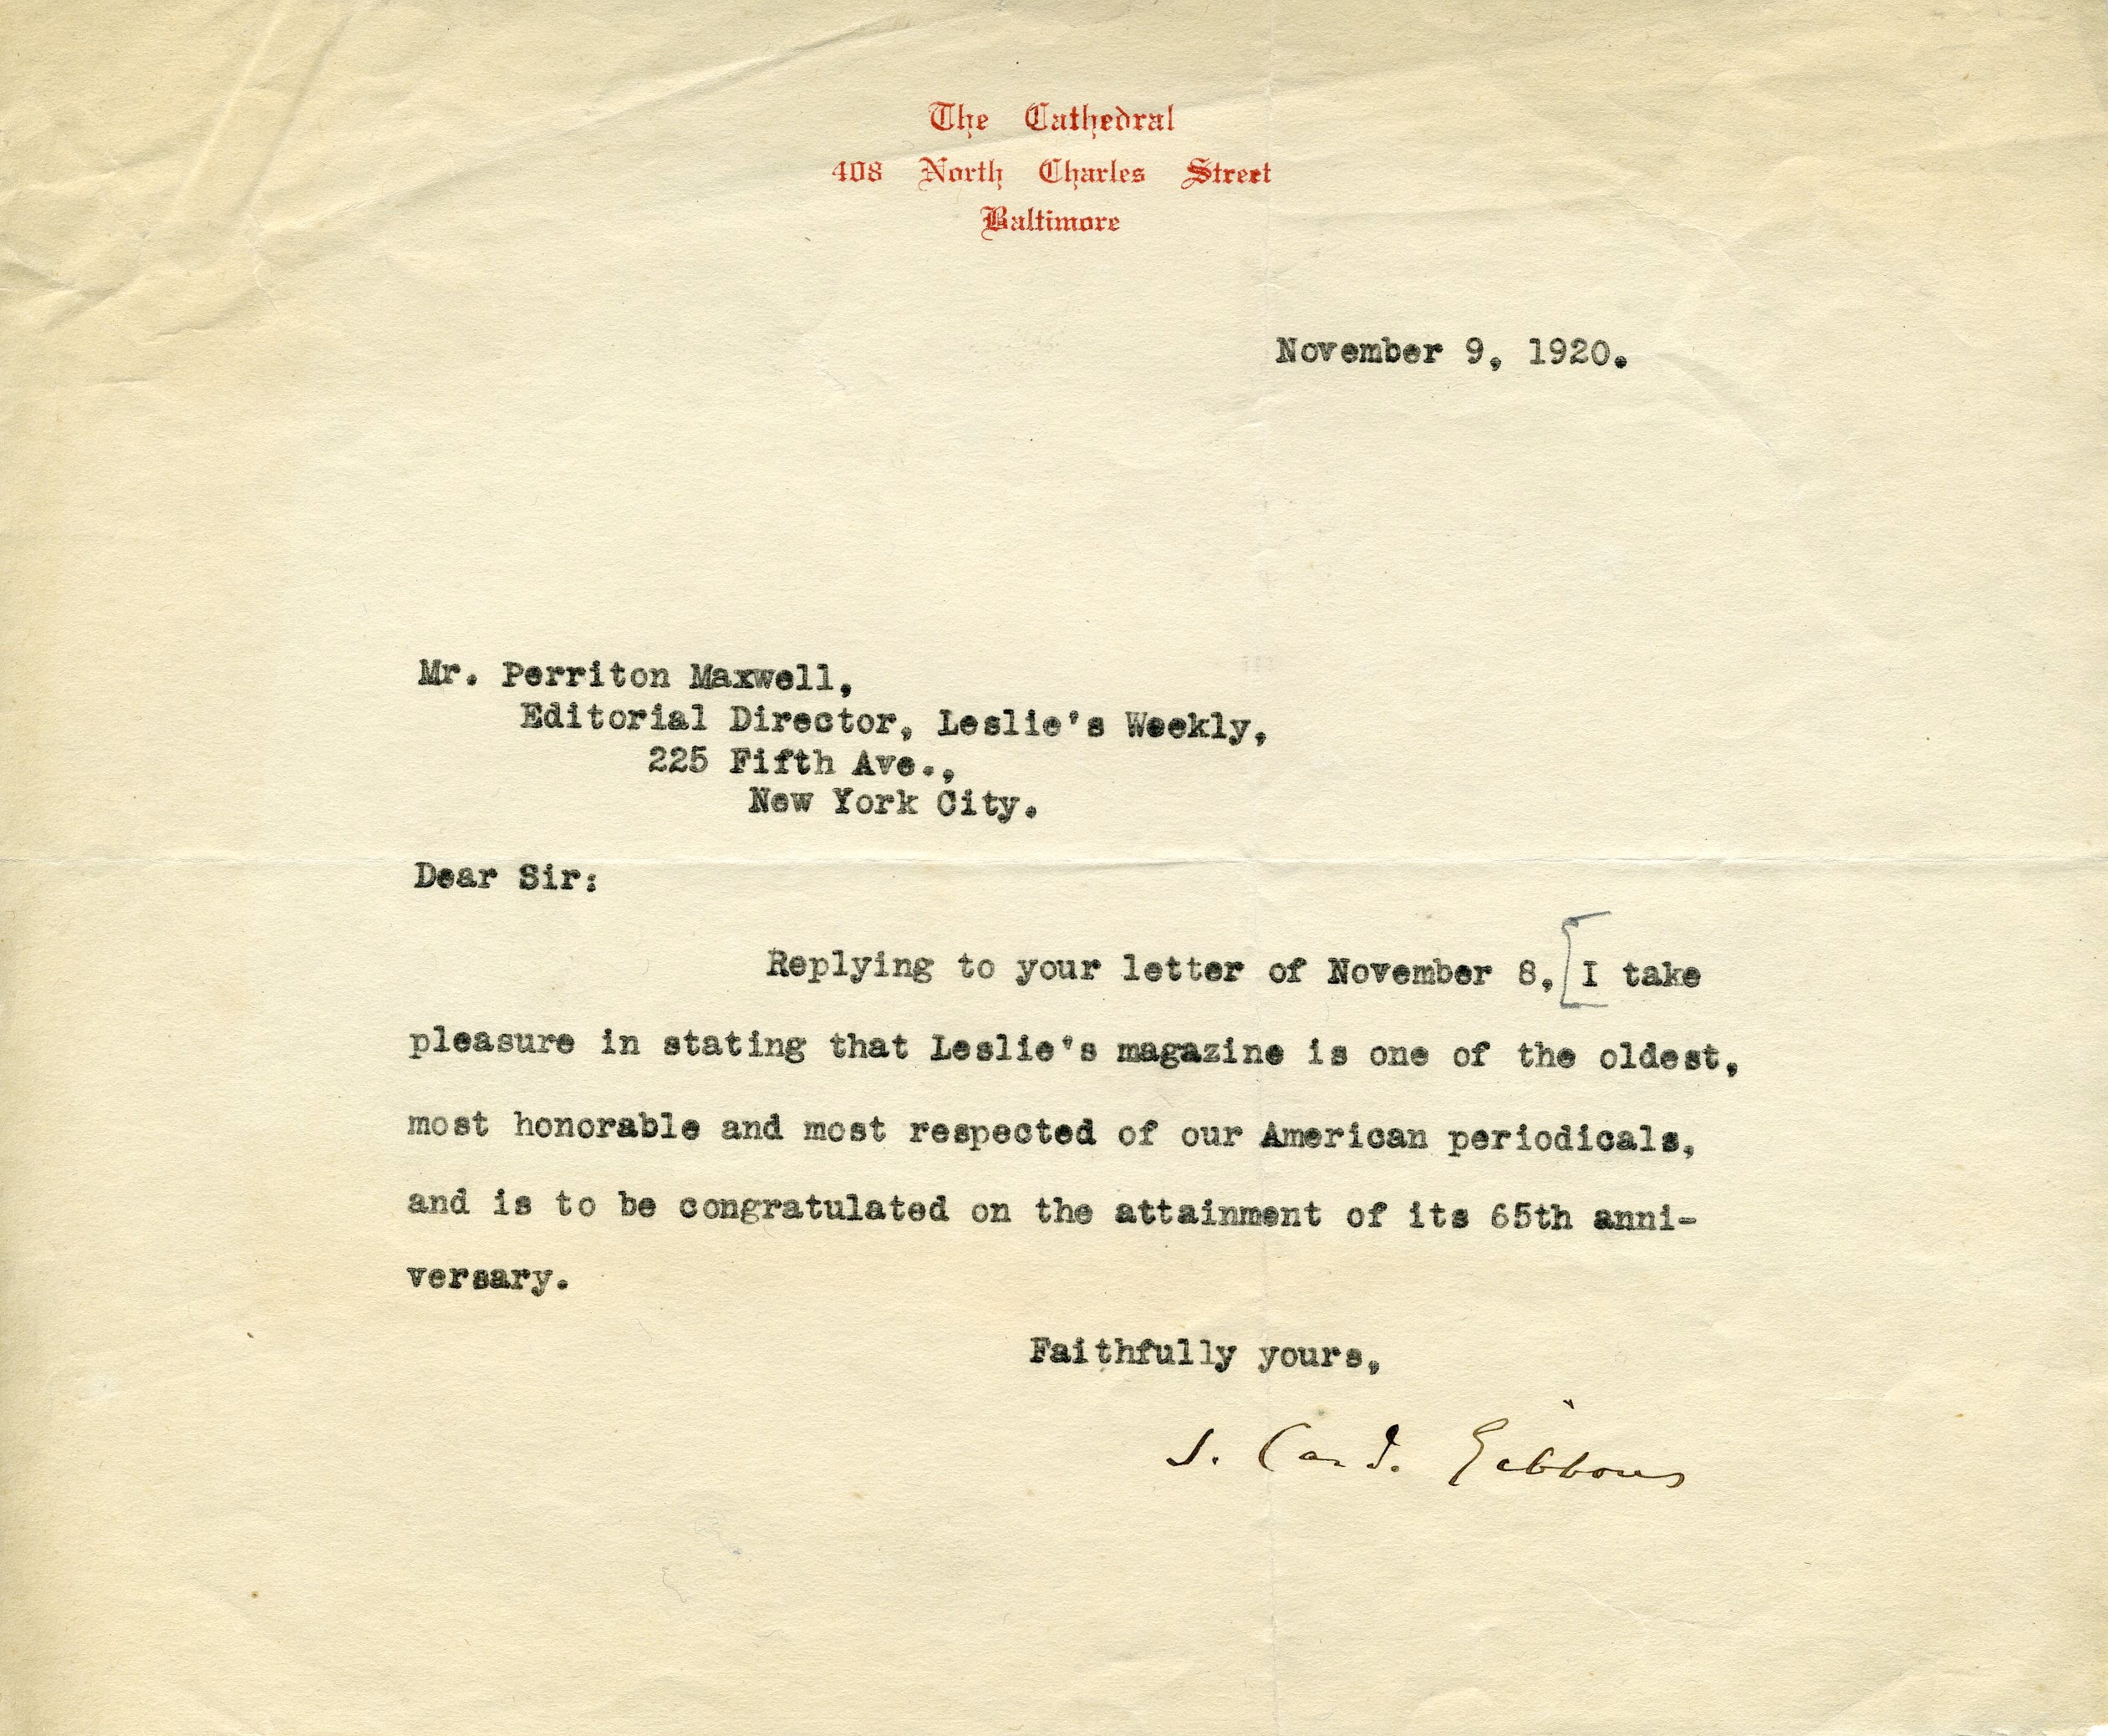 The Cathedral
408 North Charles Street
Baltimore
November 9, 1920.
Mr. Perriton Maxwell,
Editorial Director, Leslie's Weekly,
225 Fifth Ave.,
New York City.
Dear Sir:
Replying to your letter of November 8, [I take
pleasure in stating that Leslie's magazine is one of the oldest,
most honorable and most respected of our American periodicals,
and is to be congratulated on the attainment of its 65th anni-
versary.
Faithfully yours,
J. Card. Gibbons